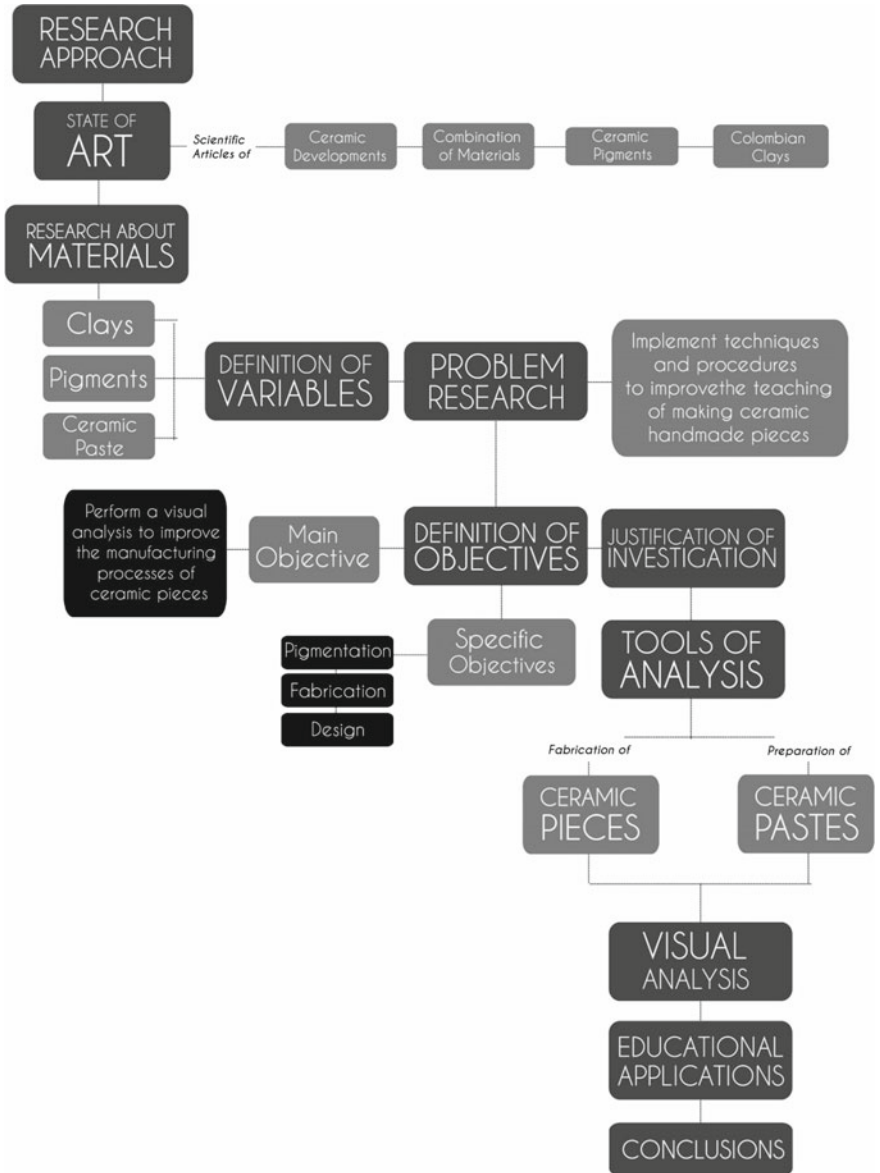 RESEARCH
APPROACH
STATE OF
ART
Scientific
Articles of
Ceramic
Developments
Combination
of Materials
Ceramic
Pigments
Colombian
Clays
RESEARCH ABOUT
MATERIALS
Clays
Pigments
Ceramic
Paste
DEFINITION OF
VARIABLES
PROBLEM
RESEARCH
Implement techniques
and procedures
to improvethe teaching
of making ceramic
handmade pieces
Perform a visual
analysis to improve
the manufacturing
processes of
ceramic pieces
Main
Objective
DEFINITION OF
OBJECTIVES
JUSTIFICATION OF
INVESTIGATION
Specific
Objectives
Pigmentation
Fabrication
Design
TOOLS OF
ANALYSIS
Fabrication of
CERAMIC
PIECES
Preparation of
CERAMIC
PASTES
VISUAL
ANALYSIS
EDUCATIONAL
APPLICATIONS
CONCLUSIONS